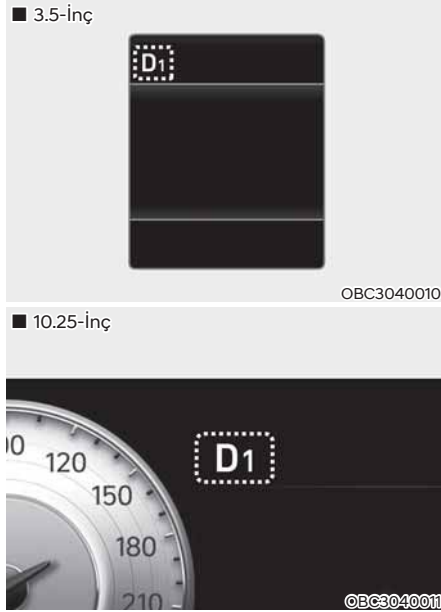 ■ 3.5-İnç
D1
OBC3040010
■ 10.25-İnç
00
120
D1
150
180
210
OBC3040011